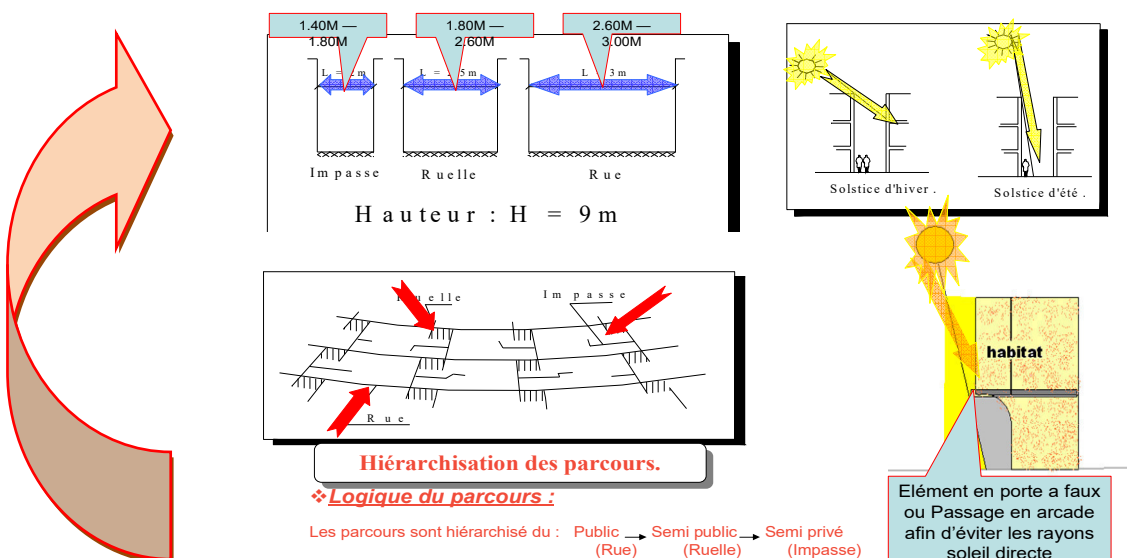 1.40M —
1.80M
1.80M —
2.60M
2.60M —
3.00M
Impasse
Ruelle
Rue
Hauteur : H = 9m
Solstice d'hiver .
Solstice d'été .
Ruelle
Impasse
Rue
habitat
Hiérarchisation des parcours.
❖Logique du parcours :
Les parcours sont hiérarchisé du : Public → Semi public → Semi privé
(Rue) (Ruelle) (Impasse)
Elément en porte a faux
ou Passage en arcade
afin d'éviter les rayons
soleil directe